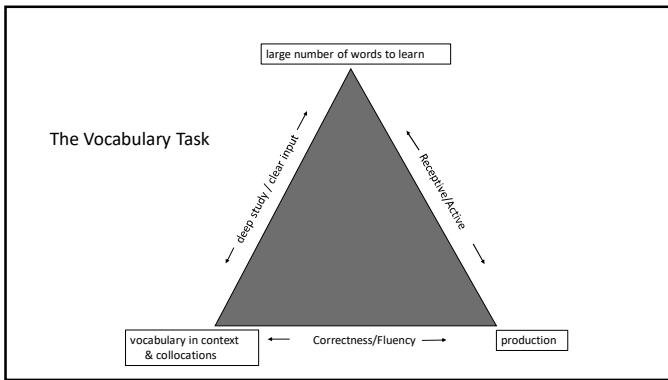 large number of words to learn
The Vocabulary Task
deep study / clear input
Receptive/Active
vocabulary in context
& collocations
Correctness/Fluency
production